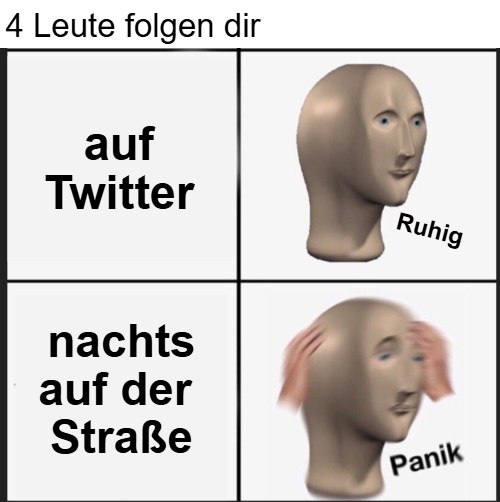 4 Leute folgen dir
auf
Twitter
Ruhig
nachts
auf der
Straße
Panik